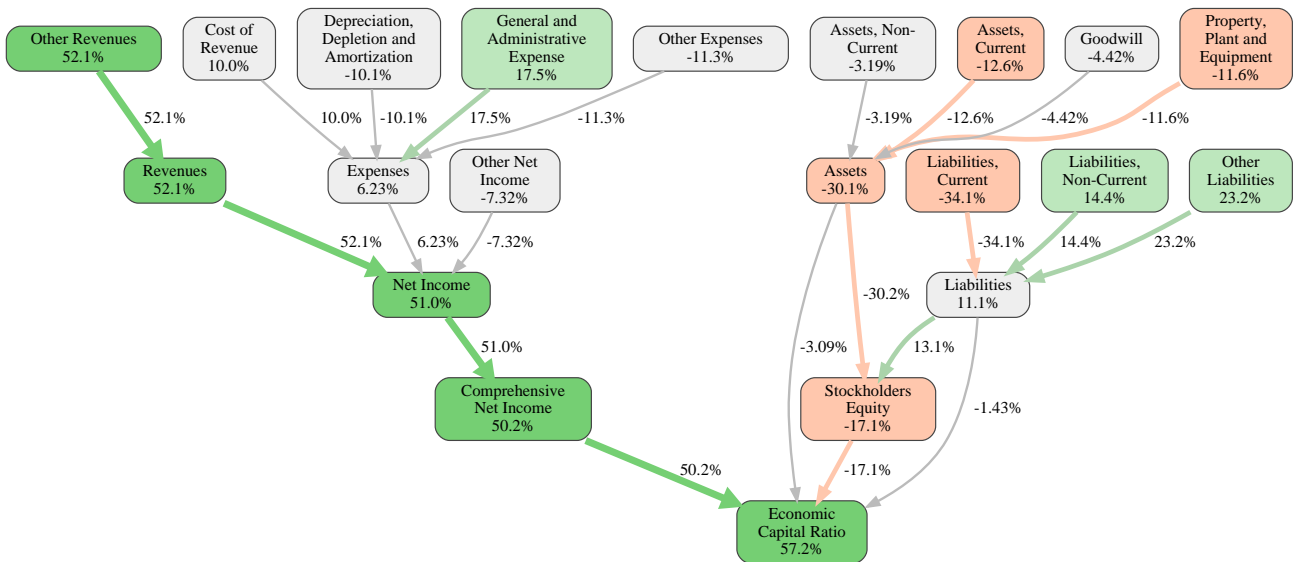 Other Revenues
52.1%
Cost of
Revenue
10.0%
Depreciation,
Depletion and
Amortization
-10.1%
General and
Administrative
Expense
17.5%
Other Expenses
-11.3%
Assets, Non-
Current
-3.19%
Assets,
Current
-12.6%
Goodwill
-4.42%
Property,
Plant and
Equipment
-11.6%
52.1%
10.0%
-10.1%
17.5%
-11.3%
-3.19%
-12.6%
-4.42%
-11.6%
Revenues
52.1%
Expenses
6.23%
Other Net
Income
-7.32%
Assets
-30.1%
Liabilities,
Current
-34.1%
Liabilities,
Non-Current
14.4%
Other
Liabilities
23.2%
52.1%
6.23%
-7.32%
-34.1%
14.4%
23.2%
Net Income
51.0%
-30.2%
Liabilities
11.1%
51.0%
-3.09%
13.1%
Comprehensive
Net Income
50.2%
Stockholders
Equity
-17.1%
-1.43%
50.2%
-17.1%
Economic
Capital Ratio
57.2%